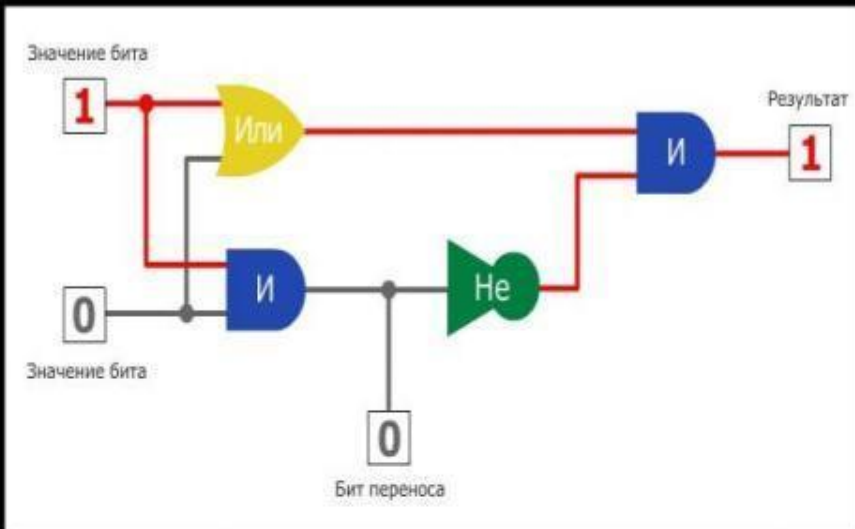 Значение бита
1
Или
Результат
И
1
И
Не
0
Значение бита
0
Бит переноса